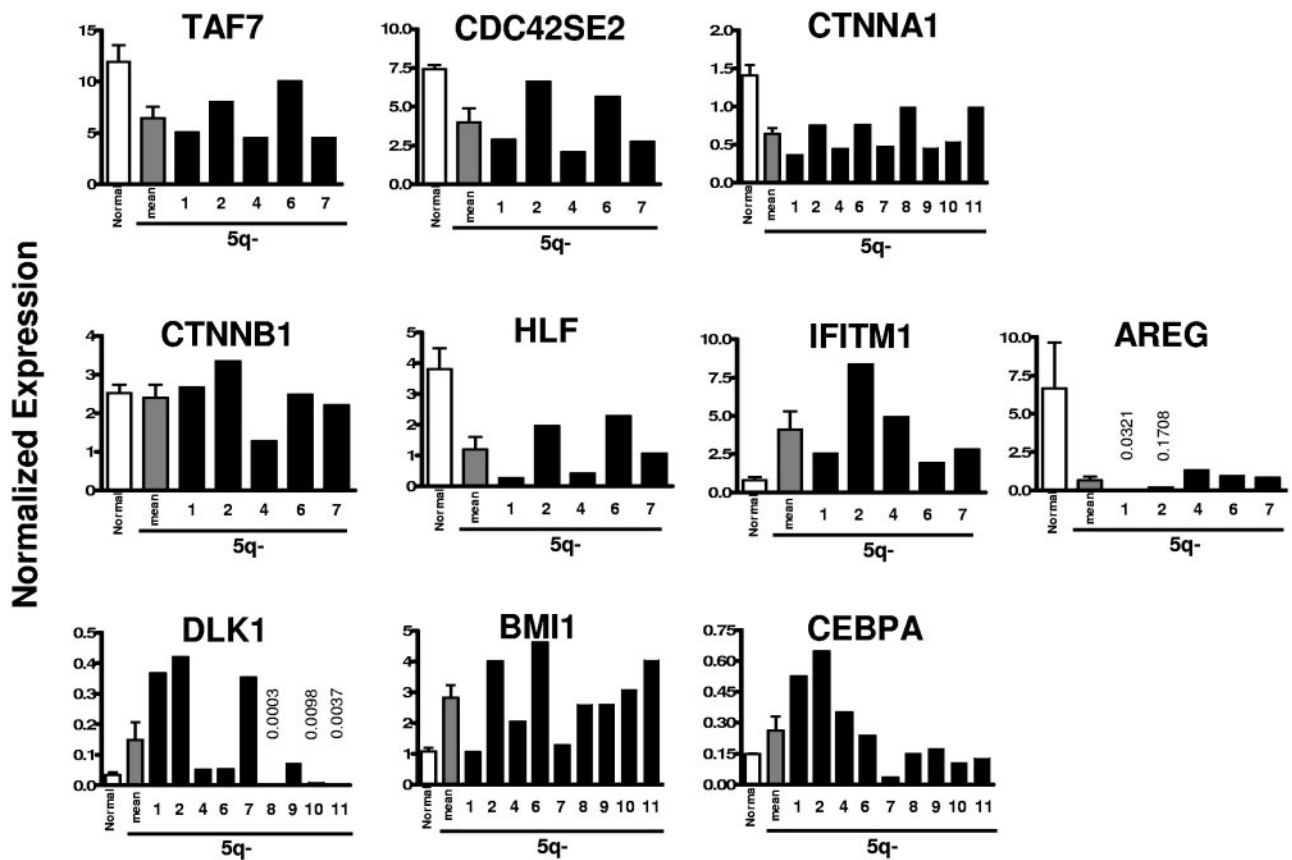 Normalized Expression
TAF7
15
10
5
0
Normal
mean
1 2 4 6 7
5q-
CDC42SE2
10.0
7.5
5.0
2.5
0.0
Normal
mean
1 2 4 6 7
5q-
CTNNA1
2.0
1.5
1.0
0.5
0.0
Normal
mean
1 2 4 6 7 8 9 10 11
5q-
CTNNB1
4
3
2
1
0
Normal
mean
1 2 4 6 7
5q-
HLF
5
4
3
2
1
0
Normal
mean
1 2 4 6 7
5q-
IFITM1
10.0
7.5
5.0
2.5
0.0
Normal
mean
1 2 4 6 7
5q-
AREG
10.0
7.5
5.0
2.5
0.0
0.0321
0.1708
Normal
mean
1 2 4 6 7
5q-
DLK1
0.5
0.4
0.3
0.2
0.1
0.0
0.0003
0.0098
0.0037
Normal
mean
1 2 4 6 7 8 9 10 11
5q-
BMI1
5
4
3
2
1
0
Normal
mean
1 2 4 6 7 8 9 10 11
5q-
CEBPA
0.75
0.60
0.45
0.30
0.15
0.00
Normal
mean
1 2 4 6 7 8 9 10 11
5q-